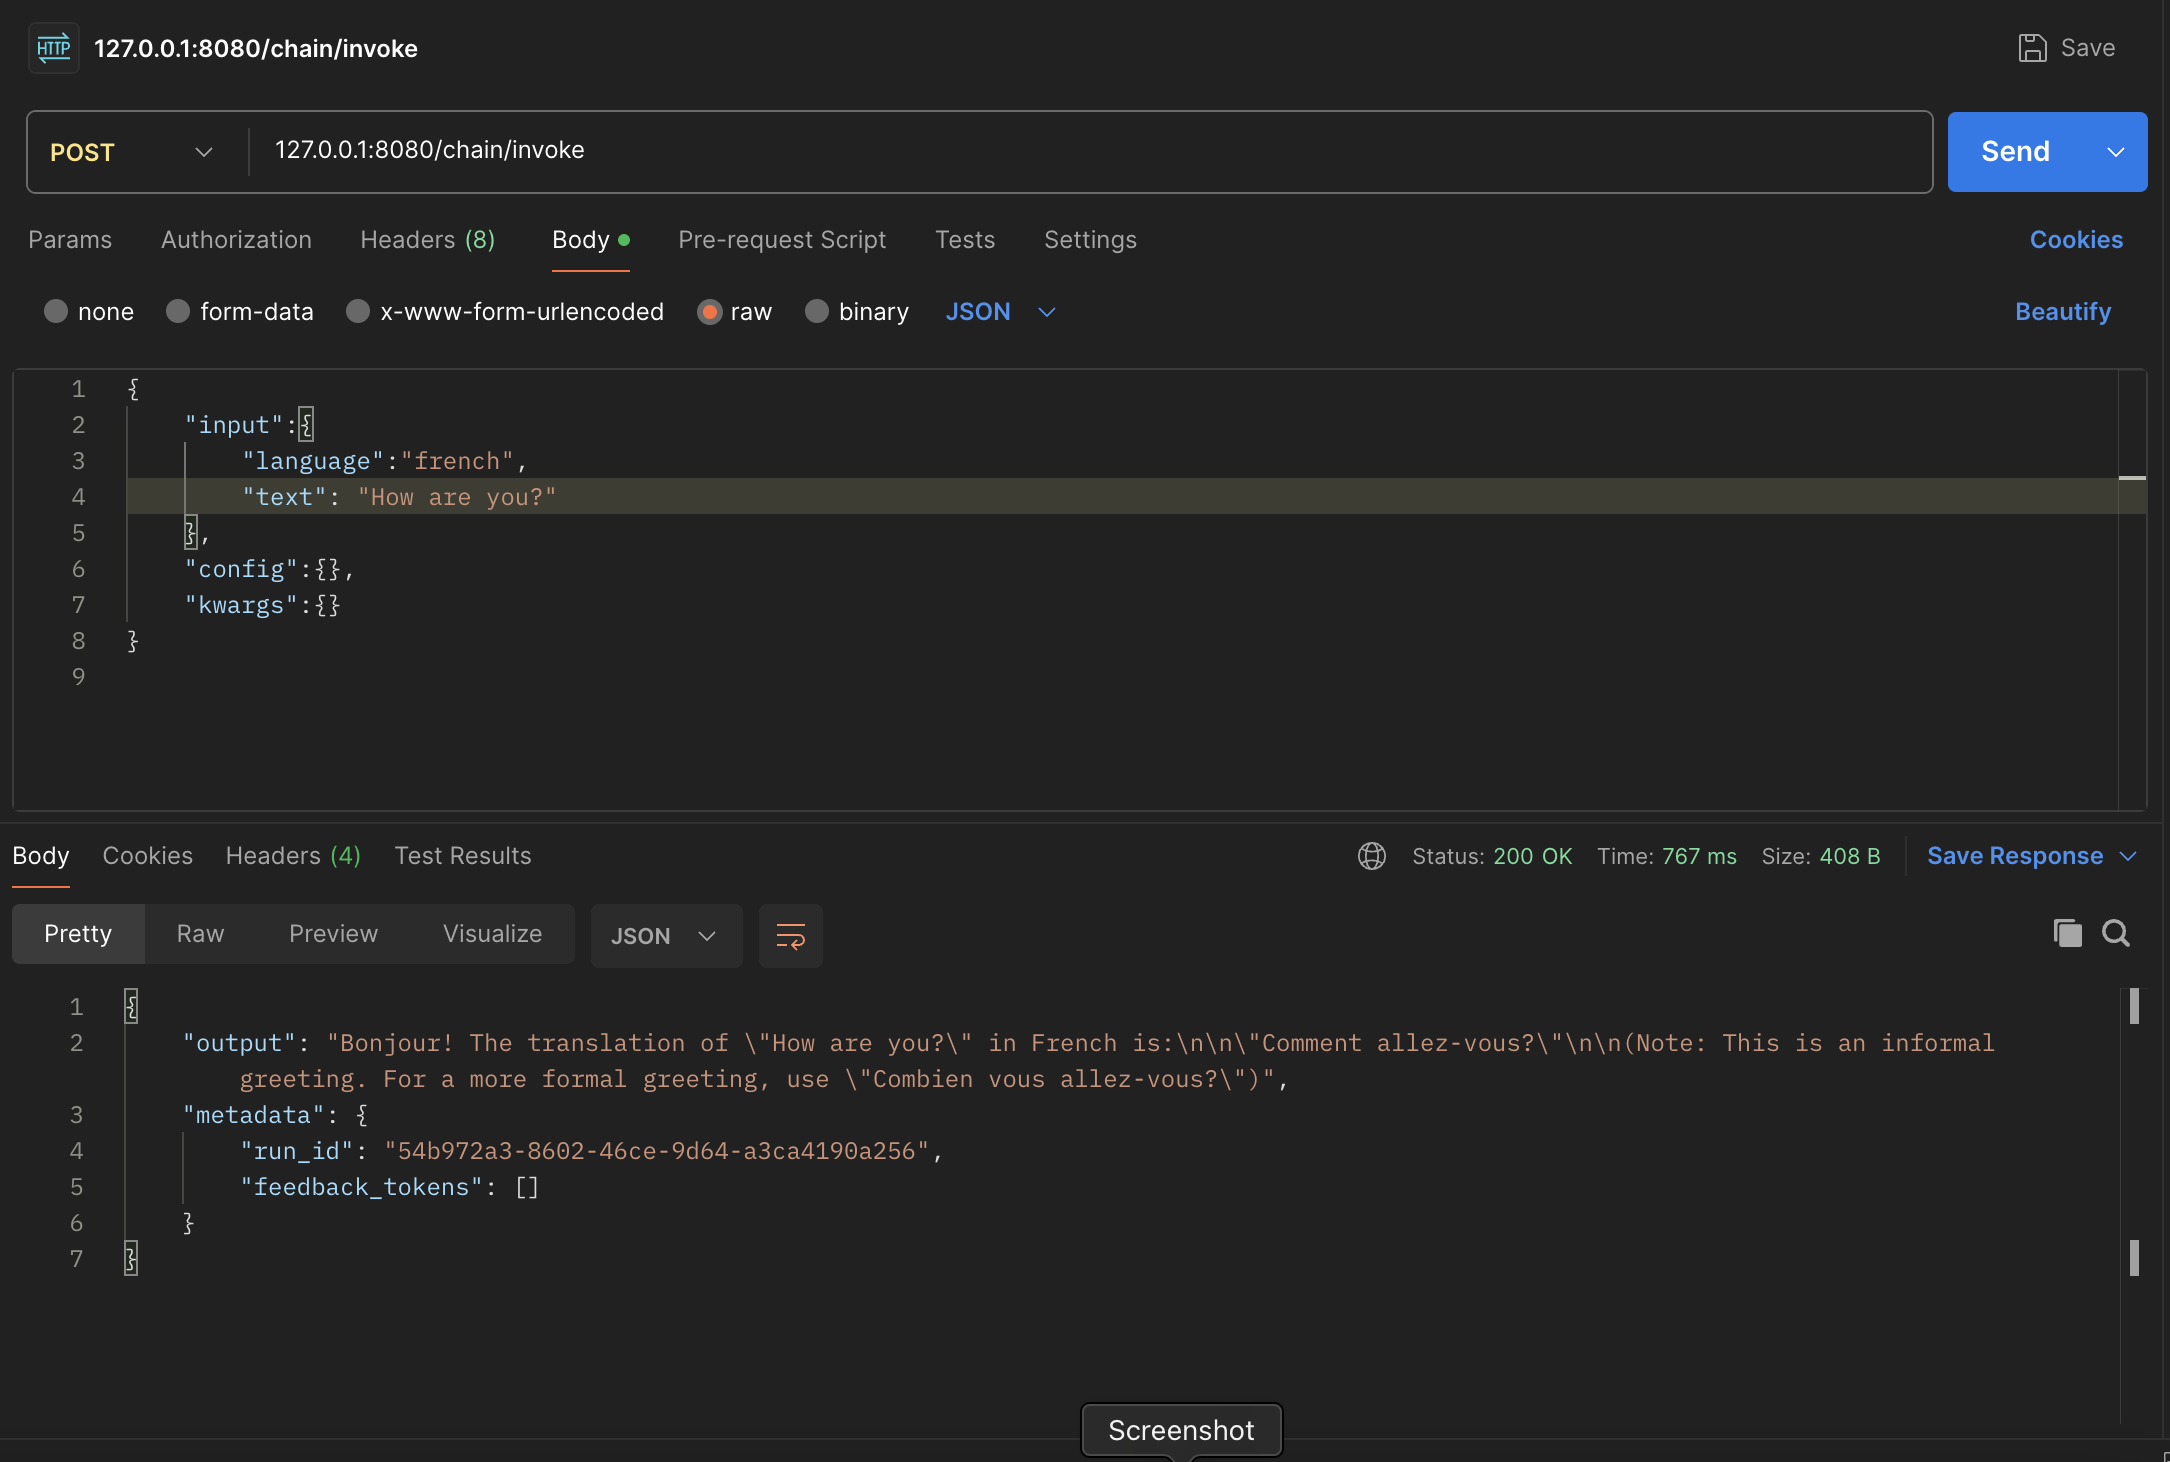 HTTP 127.0.0.1:8080/chain/invoke Save
POST 127.0.0.1:8080/chain/invoke Send
Params Authorization Headers (8) Body Pre-request Script Tests Settings Cookies
none form-data x-www-form-urlencoded raw binary JSON Beautify
1 {
2 "input":{
3 "language":"french",
4 "text": "How are you?"
5 },
6 "config":{},
7 "kwargs":{}
8 }
9
Body Cookies Headers (4) Test Results Status: 200 OK Time: 767 ms Size: 408 B Save Response
Pretty Raw Preview Visualize JSON
1 {
2 "output": "Bonjour! The translation of \"How are you?\" in French is:\n\n\"Comment allez-vous?\"\n\n(Note: This is an informal
greeting. For a more formal greeting, use \"Combien vous allez-vous?\")",
3 "metadata": {
4 "run_id": "54b972a3-8602-46ce-9d64-a3ca4190a256",
5 "feedback_tokens": []
6 }
7 }
Screenshot